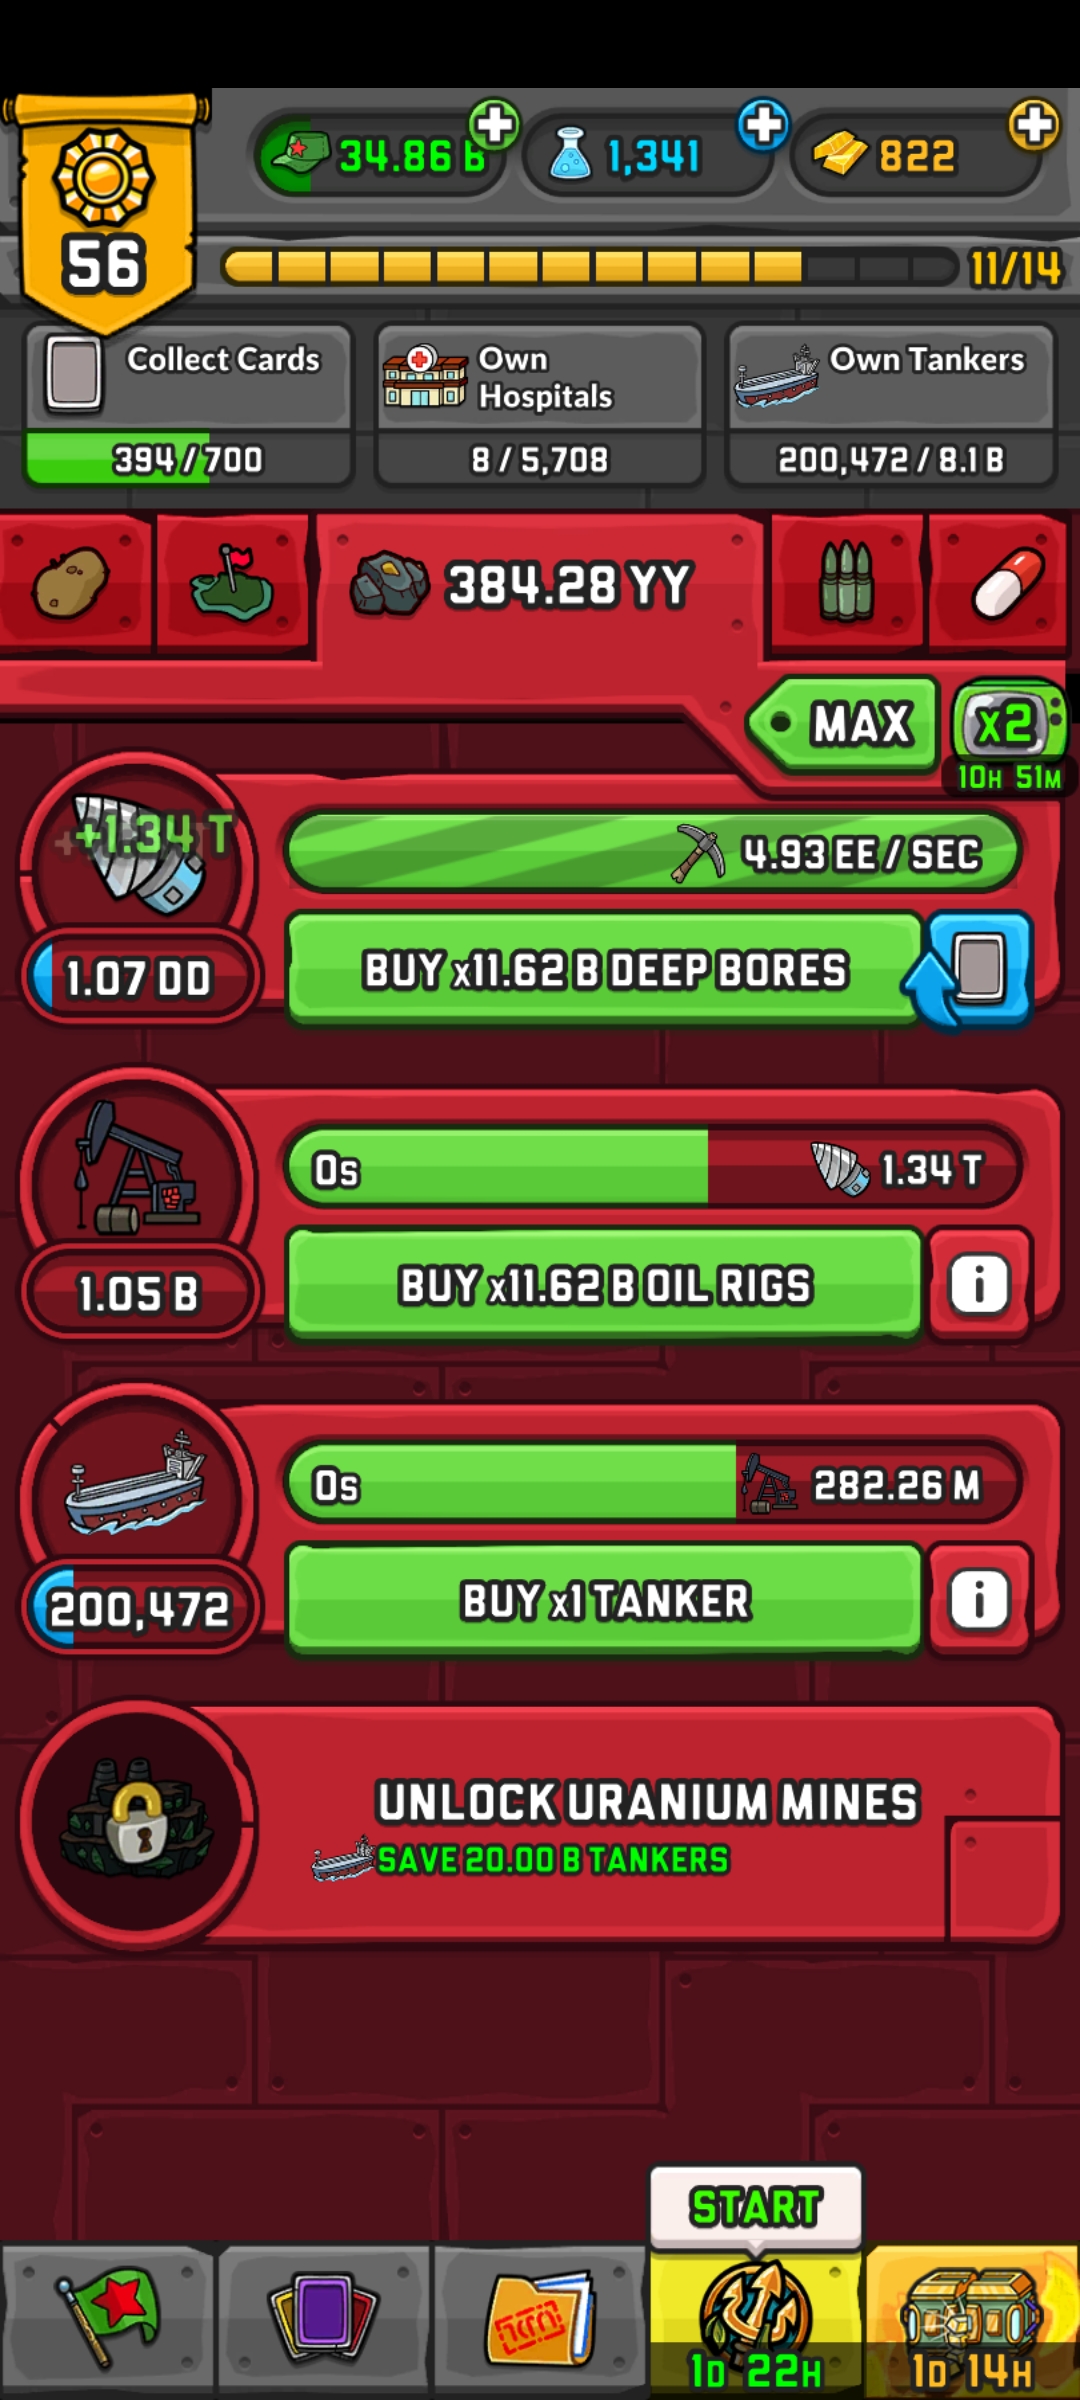 56
34.86 B
1,341
822
11/14
Collect Cards
394/700
Own
Hospitals
8/5,708
Own Tankers
200,472/8.1 B
384.28 YY
MAX
x2
10H 51M
+1.34 T
4.93 EE / SEC
1.07 DD
BUY x11.62 B DEEP BORES
0s
1.34 T
1.05 B
BUY x11.62 B OIL RIGS
i
0s
282.26 M
200,472
BUY x1 TANKER
i
UNLOCK URANIUM MINES
SAVE 20.00 B TANKERS
START
1D 22H
1D 14H